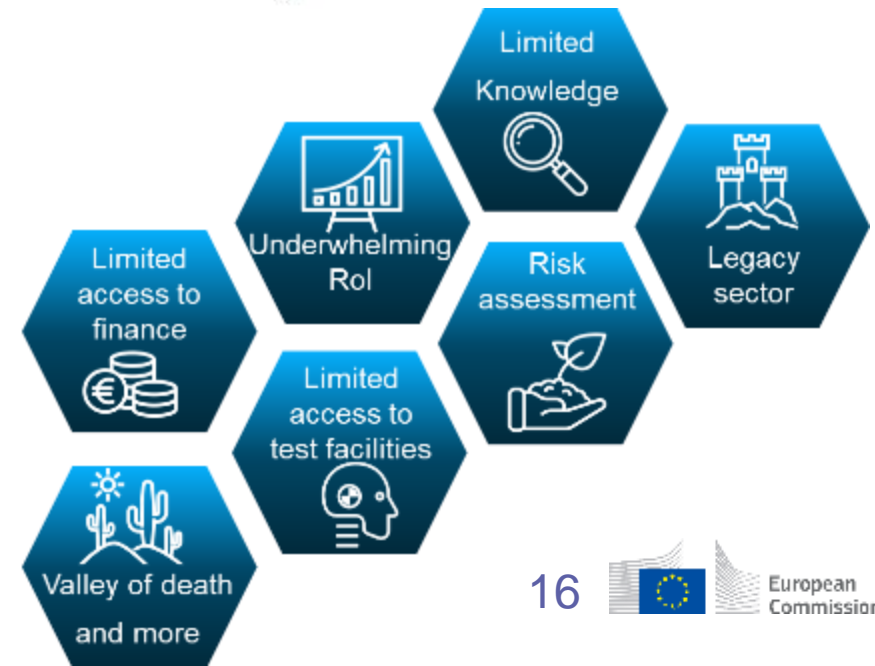 Limited
Knowledge
Underwhelming
RoI
Legacy
sector
Limited
access to
finance
Risk
assessment
Limited
access to
test facilities
Valley of death
and more
16
European
Commission